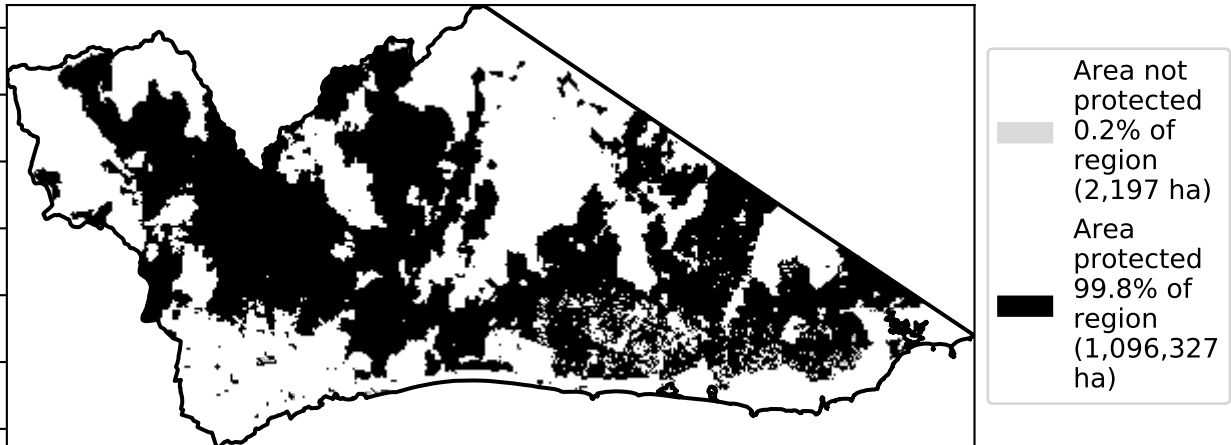 Area not
protected
0.2% of
region
(2,197 ha)
Area
protected
99.8% of
region
(1,096,327
ha)